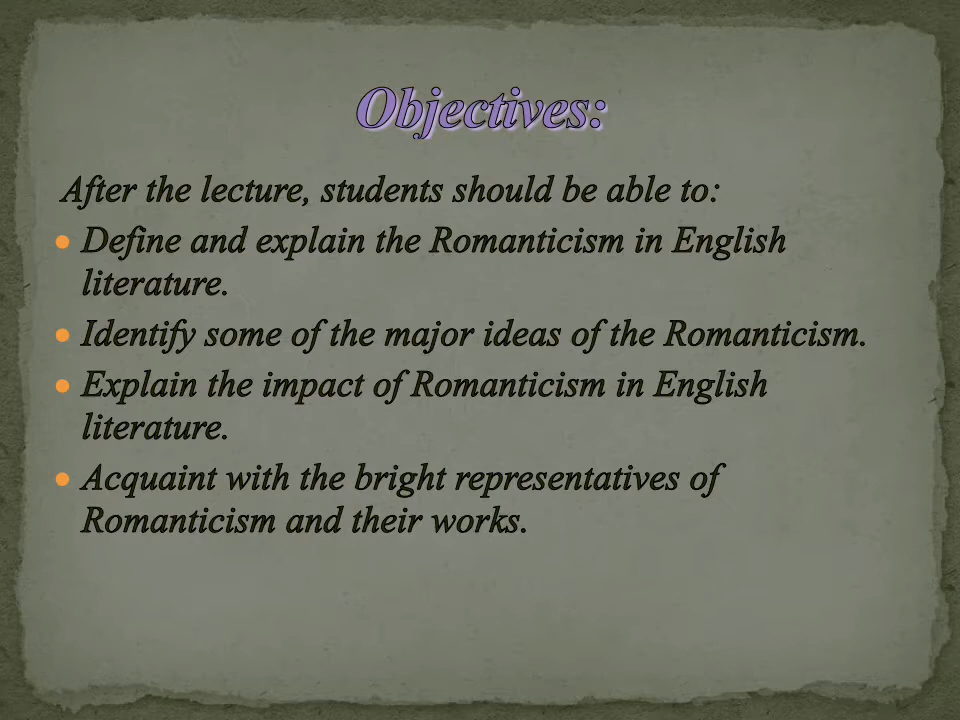 Objectives:
After the lecture, students should be able to:
Define and explain the Romanticism in English
literature.
Identify some of the major ideas of the Romanticism.
Explain the impact of Romanticism in English
literature.
Acquaint with the bright representatives of
Romanticism and their works.